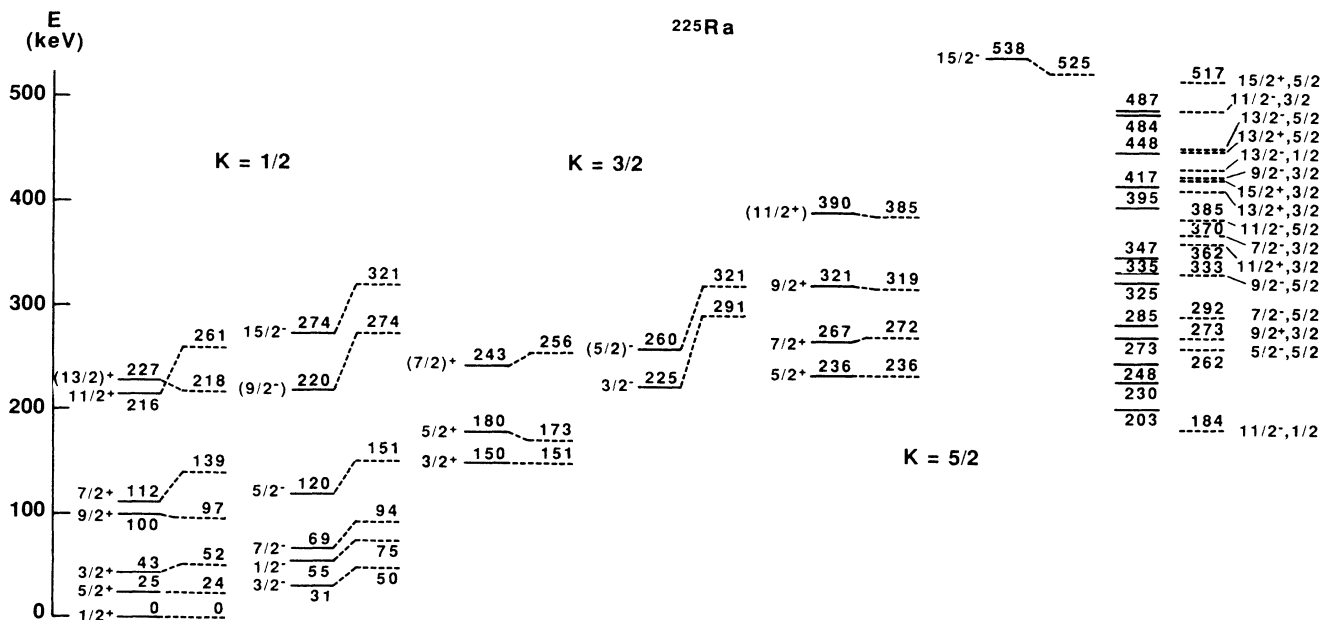 E
(keV)
225Ra
500
400
300
200
100
0
K = 1/2
K = 3/2
K = 5/2
(13/2)+ 227 218
11/2+ 216 261
7/2+ 112 139
9/2+ 100 97
3/2+ 43 52
5/2+ 25 24
1/2+ 0 0
15/2- 274 321
(9/2-) 220 274
5/2- 120 151
7/2- 69 94
1/2- 55 75
3/2- 31 50
(7/2)+ 243 256
5/2+ 180 173
3/2+ 150 151
(5/2)- 260 321
3/2- 225 291
(11/2+) 390 385
9/2+ 321 319
7/2+ 267 272
5/2+ 236 236
15/2- 538 525
487
484
448
417
395
347
335
325
285
273
248
230
203
517 15/2+,5/2
11/2-,3/2
13/2-,5/2
13/2+,5/2
13/2-,1/2
9/2-,3/2
15/2+,3/2
13/2+,3/2
385 11/2-,5/2
370 7/2-,3/2
362 11/2+,3/2
333 9/2-,5/2
292 7/2-,5/2
273 9/2+,3/2
262 5/2-,5/2
184 11/2-,1/2